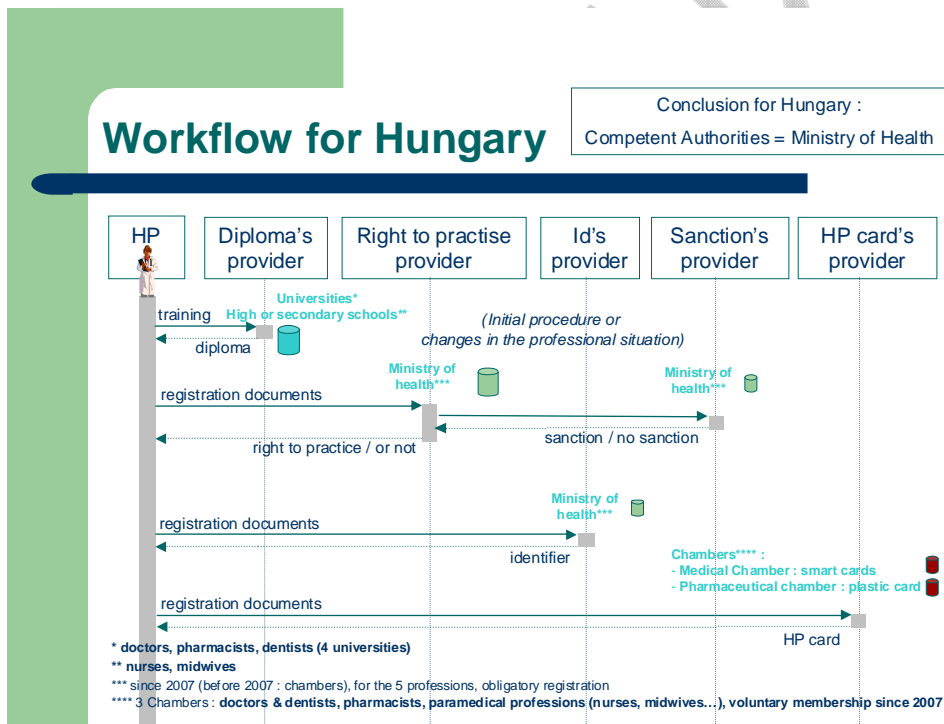 Conclusion for Hungary :
Competent Authorities = Ministry of Health
Workflow for Hungary
HP
Diploma's
provider
Right to practise
provider
Id's
provider
Sanction's
provider
HP card's
provider
Universities*
High or secondary schools**
training
diploma
(Initial procedure or
changes in the professional situation)
Ministry of
health***
Ministry of
health***
registration documents
sanction / no sanction
right to practice / or not
Ministry of
health***
registration documents
identifier
Chambers**** :
- Medical Chamber : smart cards
- Pharmaceutical chamber : plastic card
registration documents
HP card
* doctors, pharmacists, dentists (4 universities)
** nurses, midwives
*** since 2007 (before 2007 : chambers), for the 5 professions, obligatory registration
**** 3 Chambers : doctors & dentists, pharmacists, paramedical professions (nurses, midwives…), voluntary membership since 2007